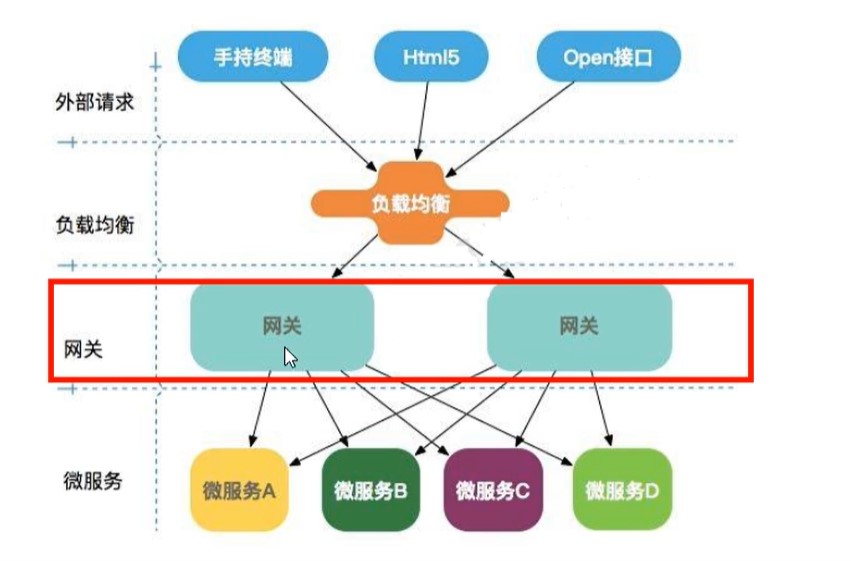 手持终端
Html5
Open接口
外部请求
负载均衡
负载均衡
网关
网关
网关
微服务
微服务A
微服务B
微服务C
微服务D